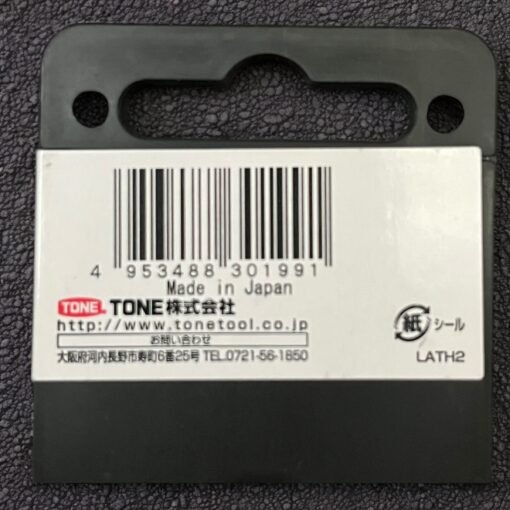 4 953488 301991
Made in Japan
TONE TONE株式会社
http://www.tonetool.co.jp
お問い合わせ
大阪府河内長野市寿町6番25号 TEL.0721-56-1850
紙 シール
LATH2